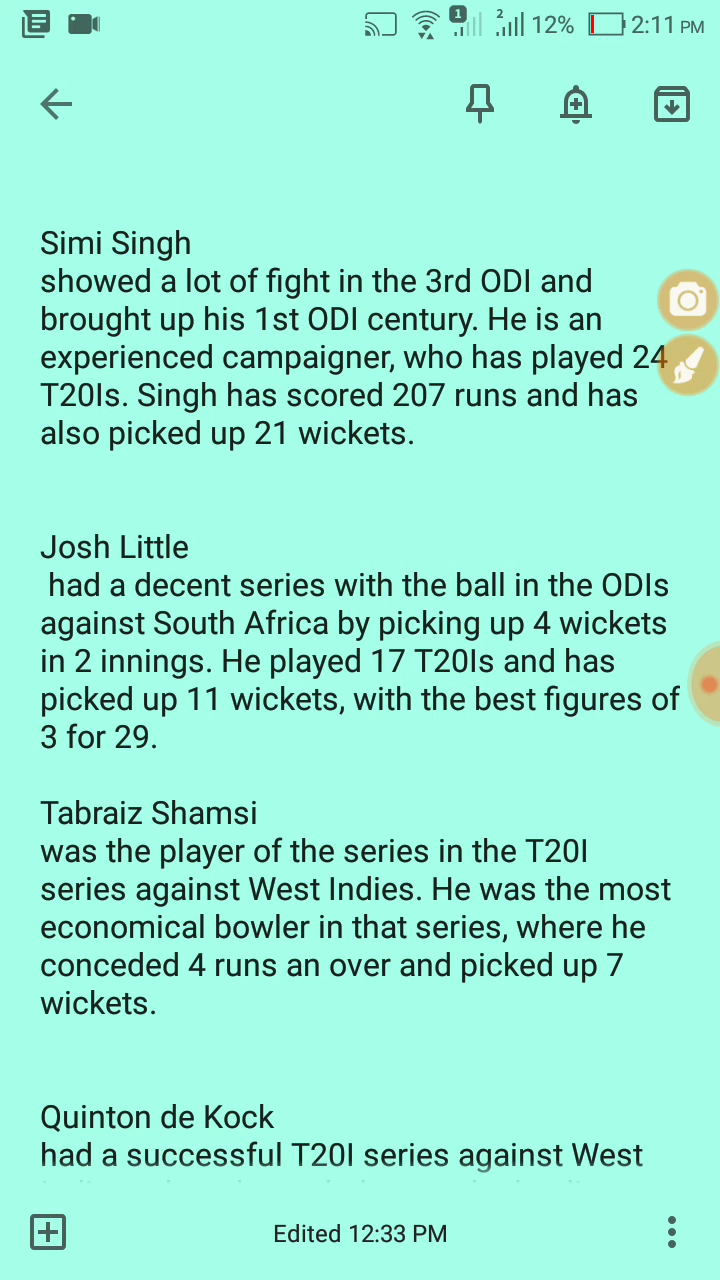 1
2
12%
2:11 PM
Simi Singh
showed a lot of fight in the 3rd ODI and
brought up his 1st ODI century. He is an
experienced campaigner, who has played 24
T20Is. Singh has scored 207 runs and has
also picked up 21 wickets.
Josh Little
had a decent series with the ball in the ODIs
against South Africa by picking up 4 wickets
in 2 innings. He played 17 T20Is and has
picked up 11 wickets, with the best figures of
3 for 29.
Tabraiz Shamsi
was the player of the series in the T20I
series against West Indies. He was the most
economical bowler in that series, where he
conceded 4 runs an over and picked up 7
wickets.
Quinton de Kock
had a successful T20I series against West
Edited 12:33 PM